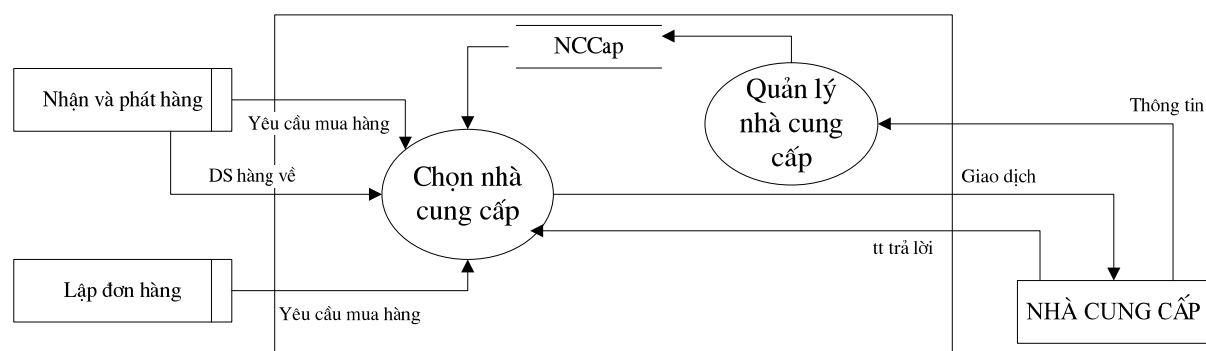 NCCap
Nhận và phát hàng
Quản lý
nhà cung
cấp
Thông tin
Yêu cầu mua hàng
DS hàng về
Chọn nhà
cung cấp
Giao dịch
tt trả lời
Lập đơn hàng
Yêu cầu mua hàng
NHÀ CUNG CẤP